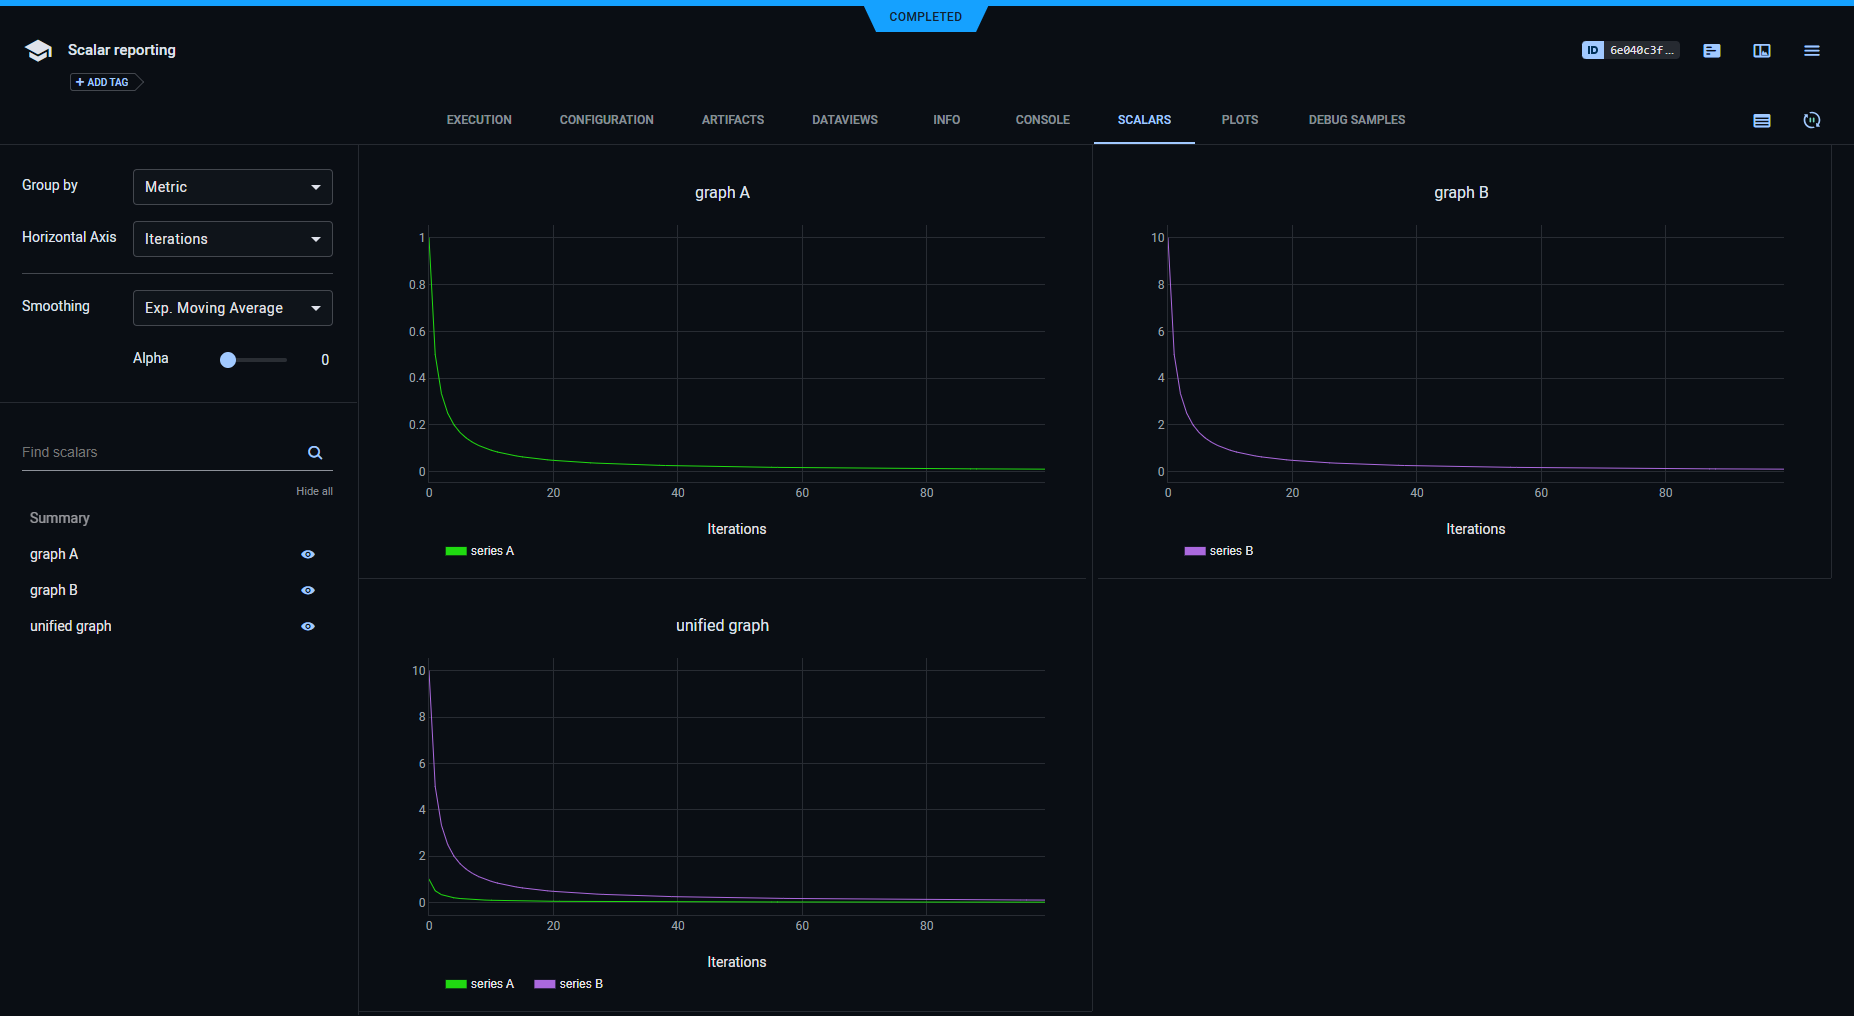 COMPLETED
Scalar reporting
ID 6e040c3f ...
+ ADD TAG
EXECUTION CONFIGURATION ARTIFACTS DATAVIEWS INFO CONSOLE SCALARS PLOTS DEBUG SAMPLES
Group by Metric
Horizontal Axis Iterations
Smoothing Exp. Moving Average
Alpha 0
Find scalars
Hide all
Summary
graph A
graph B
unified graph
graph A
1
0.8
0.6
0.4
0.2
0
0 20 40 60 80
Iterations
series A
graph B
10
8
6
4
2
0
0 20 40 60 80
Iterations
series B
unified graph
10
8
6
4
2
0
0 20 40 60 80
Iterations
series A series B